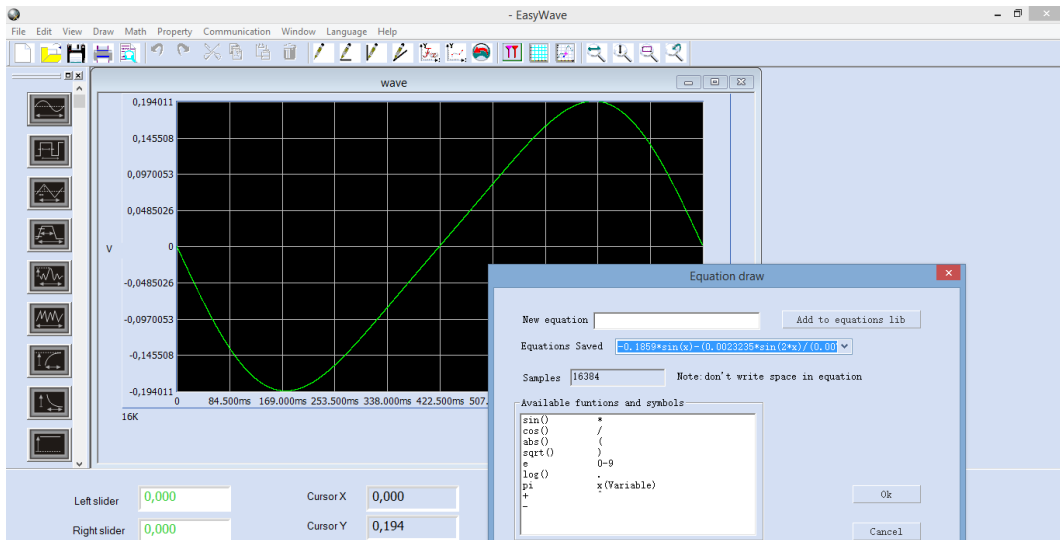 - EasyWave
File Edit View Draw Math Property Communication Window Language Help
wave
0,194011
0,145508
0,0970053
0,0485026
V
0
-0,0485026
-0,0970053
-0,145508
-0,194011
0 84.500ms 169.000ms 253.500ms 338.000ms 422.500ms 507.
16K
Equation draw
New equation
Add to equations lib
Equations Saved
-0.1859*sin(x)-(0.0023235*sin(2*x)/(0.00
Samples 16384 Note:don't write space in equation
Available funtions and symbols
sin() *
cos() /
abs() (
sqrt() )
e 0-9
log() .
pi x(Variable)
+ ^
-
Ok
Cancel
Left slider 0,000 Cursor X 0,000
Right slider 0,000 Cursor Y 0,194